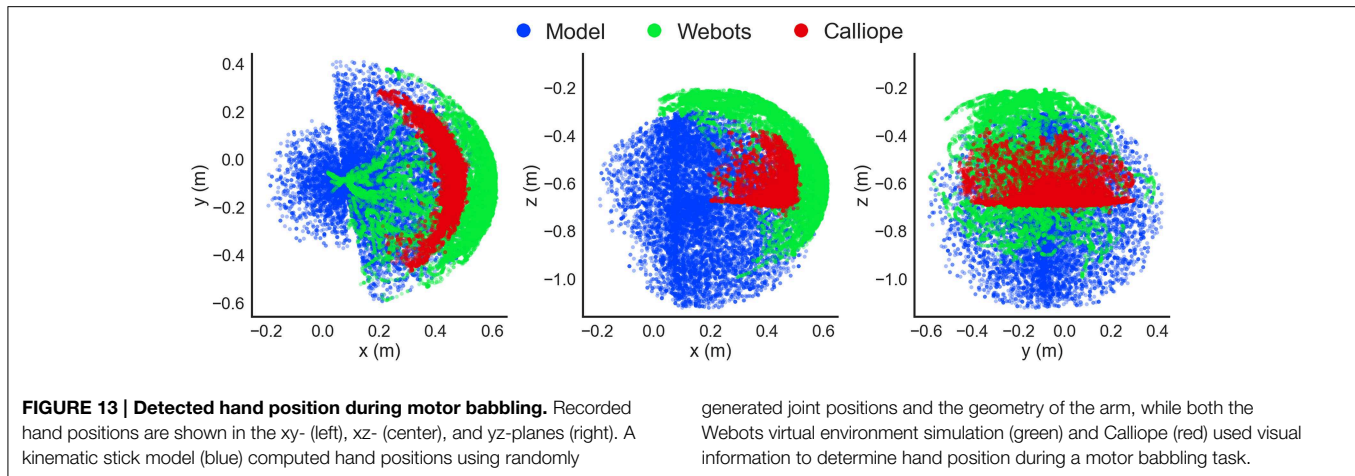 Model Webots Calliope
0.4
0.2
0.0
−0.2
−0.4
−0.6
y (m)
−0.2 0.0 0.2 0.4 0.6
x (m)
−0.2
−0.4
−0.6
−0.8
−1.0
z (m)
−0.2 0.0 0.2 0.4 0.6
x (m)
−0.2
−0.4
−0.6
−0.8
−1.0
z (m)
−0.6 −0.4 −0.2 0.0 0.2 0.4
y (m)
FIGURE 13 | Detected hand position during motor babbling. Recorded
hand positions are shown in the xy- (left), xz- (center), and yz-planes (right). A
kinematic stick model (blue) computed hand positions using randomly
generated joint positions and the geometry of the arm, while both the
Webots virtual environment simulation (green) and Calliope (red) used visual
information to determine hand position during a motor babbling task.